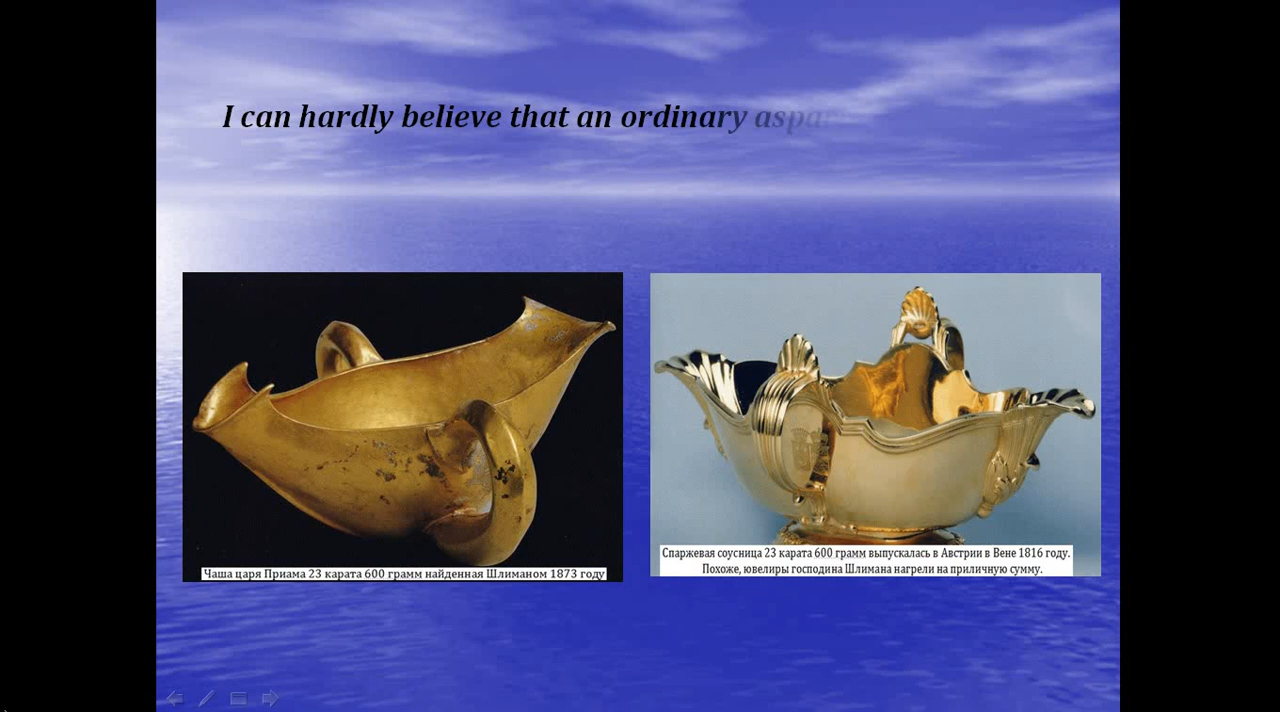 I can hardly believe that an ordinary
Чаша царя Приама 23 карата 600 грамм найденная Шлиманом 1873 году
Спаржевая соусница 23 карата 600 грамм выпускалась в Австрии в Вене 1816 году.
Похоже, ювелиры господина Шлимана нагрели на приличную сумму.